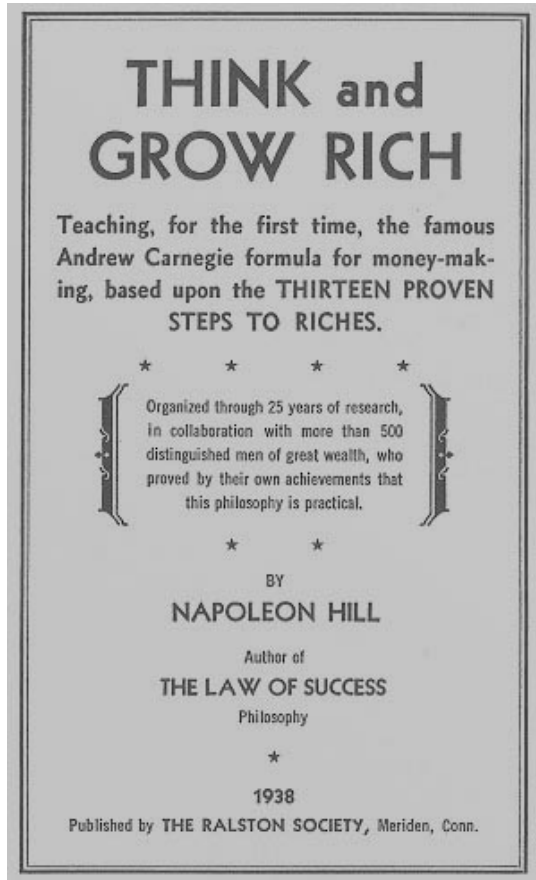 THINK and
GROW RICH
Teaching, for the first time, the famous
Andrew Carnegie formula for money-mak-
ing, based upon the THIRTEEN PROVEN
STEPS TO RICHES.
Organized through 25 years of research,
in collaboration with more than 500
distinguished men of great wealth, who
proved by their own achievements that
this philosophy is practical.
BY
NAPOLEON HILL
Author of
THE LAW OF SUCCESS
Philosophy
1938
Published by THE RALSTON SOCIETY, Meriden, Conn.